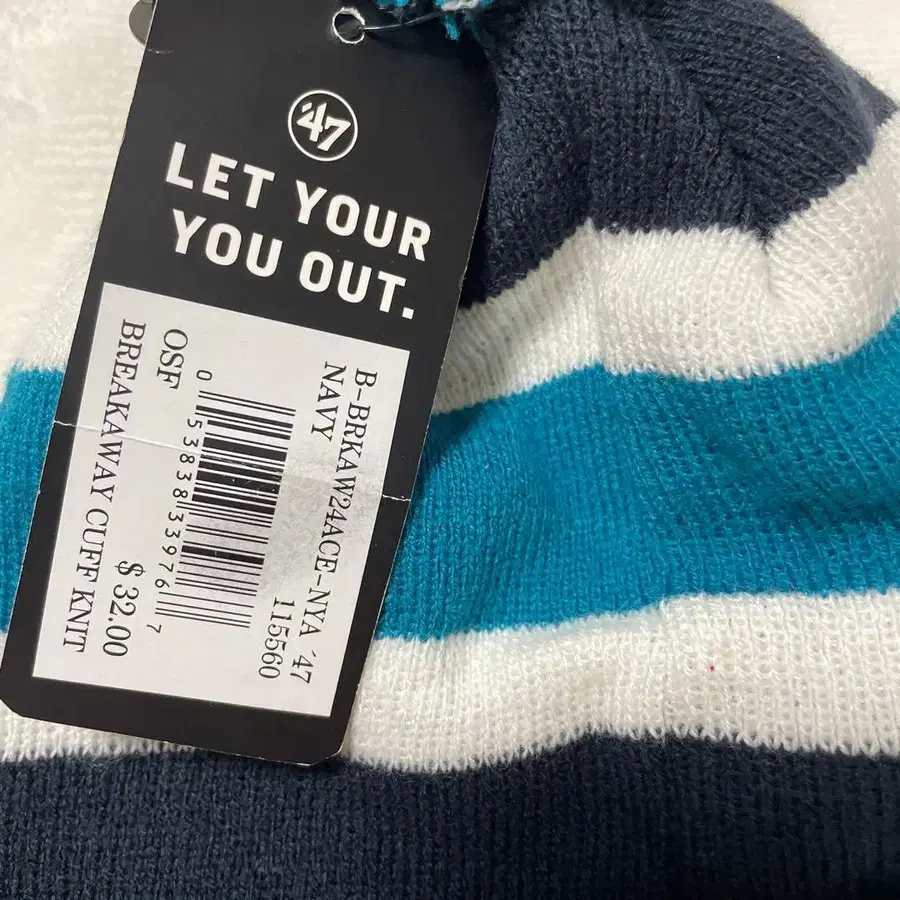 '47
LET YOUR
YOU OUT.
B-BRKAW24ACE-NYA '47
NAVY 115560
0 53838 33976 7
OSF $ 32.00
BREAKAWAY CUFF KNIT